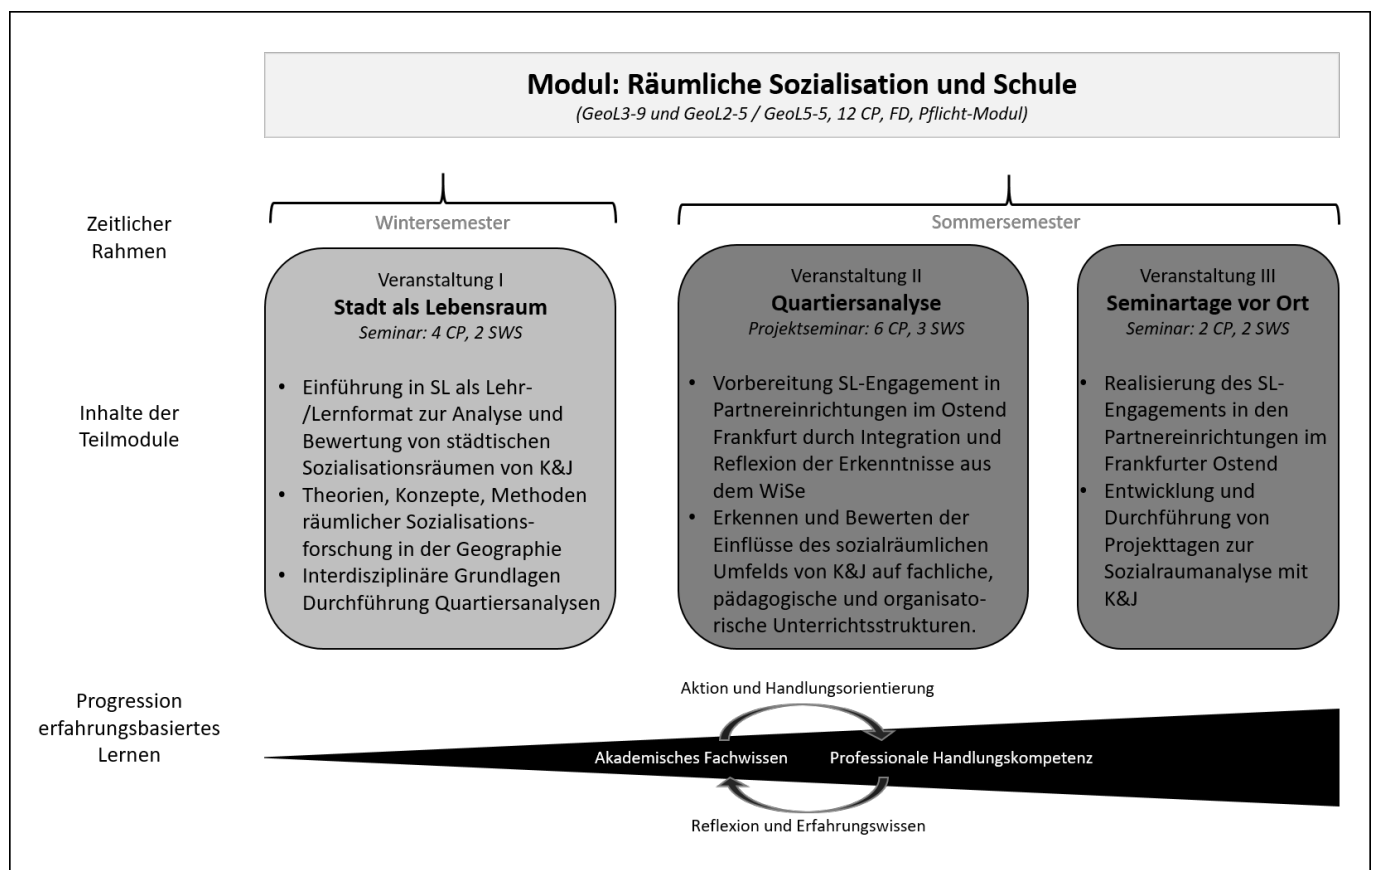 Modul: Räumliche Sozialisation und Schule
(GeoL3-9 und GeoL2-5 / GeoL5-5, 12 CP, FD, Pflicht-Modul)
Zeitlicher
Rahmen
Wintersemester
Sommersemester
Inhalte der
Teilmodule
Veranstaltung I
Stadt als Lebensraum
Seminar: 4 CP, 2 SWS
• Einführung in SL als Lehr-
/Lernformat zur Analyse und
Bewertung von städtischen
Sozialisationsräumen von K&J
• Theorien, Konzepte, Methoden
räumlicher Sozialisations-
forschung in der Geographie
• Interdisziplinäre Grundlagen
Durchführung Quartiersanalysen
Veranstaltung II
Quartiersanalyse
Projektseminar: 6 CP, 3 SWS
• Vorbereitung SL-Engagement in
Partnereinrichtungen im Ostend
Frankfurt durch Integration und
Reflexion der Erkenntnisse aus
dem WiSe
• Erkennen und Bewerten der
Einflüsse des sozialräumlichen
Umfelds von K&J auf fachliche,
pädagogische und organisato-
rische Unterrichtsstrukturen.
Veranstaltung III
Seminartage vor Ort
Seminar: 2 CP, 2 SWS
• Realisierung des SL-
Engagements in den
Partnereinrichtungen im
Frankfurter Ostend
• Entwicklung und
Durchführung von
Projekttagen zur
Sozialraumanalyse mit
K&J
Progression
erfahrungsbasiertes
Lernen
Aktion und Handlungsorientierung
Akademisches Fachwissen
Professionale Handlungskompetenz
Reflexion und Erfahrungswissen